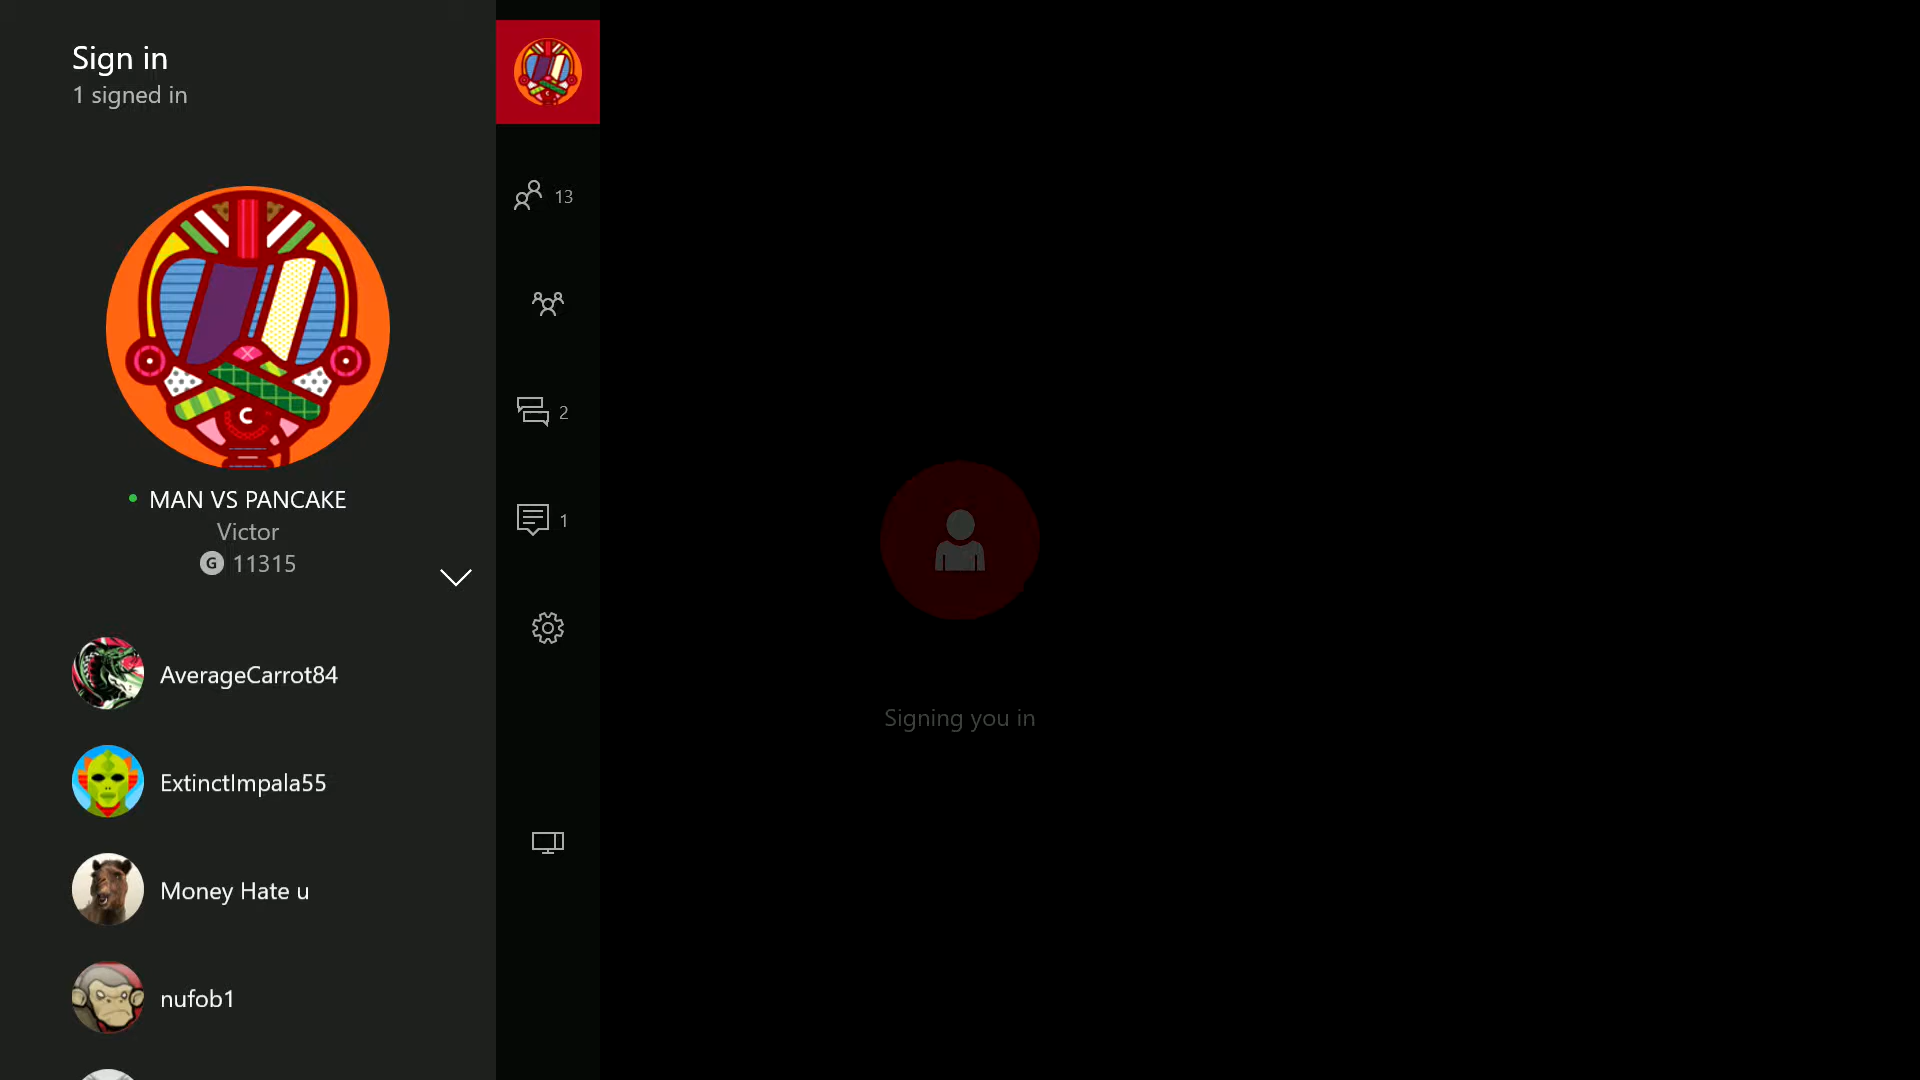 Sign in
1 signed in
MAN VS PANCAKE
Victor
G 11315
AverageCarrot84
ExtinctImpala55
Money Hate u
nufob1
13
2
1
Signing you in